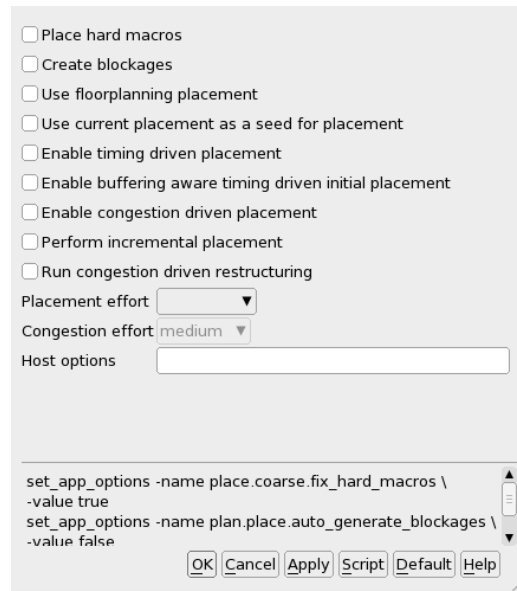 Place hard macros
Create blockages
Use floorplanning placement
Use current placement as a seed for placement
Enable timing driven placement
Enable buffering aware timing driven initial placement
Enable congestion driven placement
Perform incremental placement
Run congestion driven restructuring
Placement effort
Congestion effort medium
Host options
set_app_options -name place.coarse.fix_hard_macros \
-value true
set_app_options -name plan.place.auto_generate_blockages \
-value false
OK Cancel Apply Script Default Help